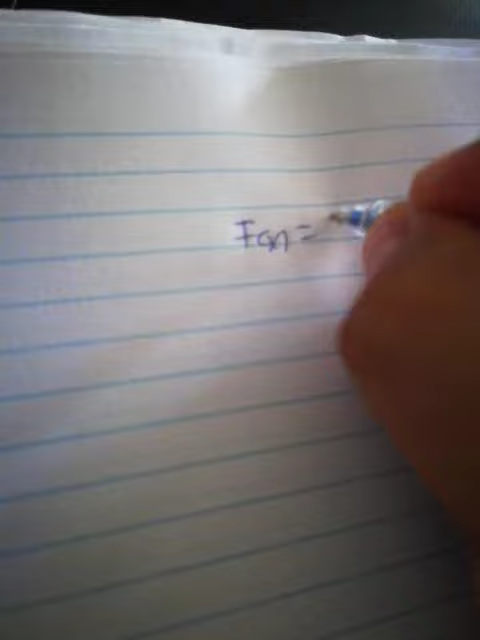 Fan =